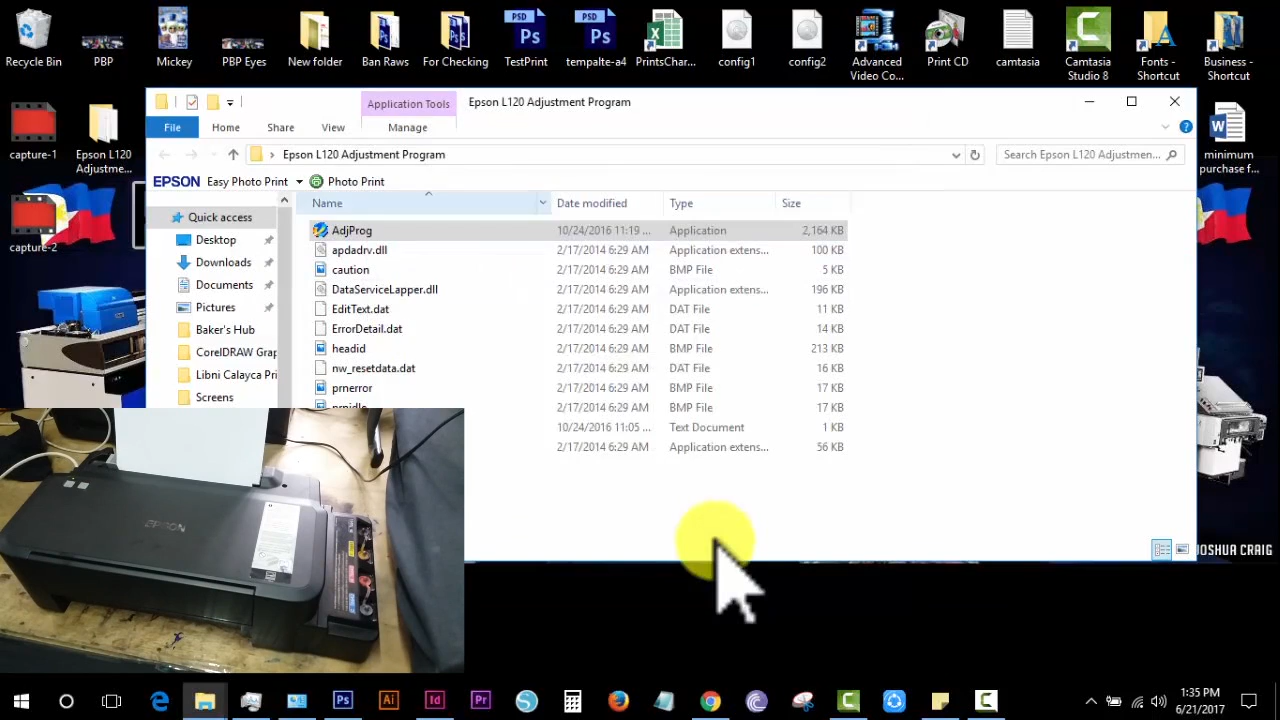 Recycle Bin
PBP
Mickey
PBP Eyes
New folder
Ban Raws
For Checking
PSD
Ps
TestPrint
PSD
Ps
tempalte-a4
PrintsChar...
config1
config2
Advanced
Video Co...
Print CD
camtasia
Camtasia
Studio 8
Fonts -
Shortcut
Business -
Shortcut
capture-1
Epson L120
Adjustme...
capture-2
minimum
purchase f...
Application Tools
Epson L120 Adjustment Program
File
Home
Share
View
Manage
Epson L120 Adjustment Program
Search Epson L120 Adjustmen...
EPSON Easy Photo Print
Photo Print
Name
Date modified
Type
Size
Quick access
Desktop
Downloads
Documents
Pictures
Baker's Hub
CorelDRAW Grap
Libni Calayca Pri
Screens
AdjProg 10/24/2016 11:19 ... Application 2,164 KB
apdadrv.dll 2/17/2014 6:29 AM Application extens... 100 KB
caution 2/17/2014 6:29 AM BMP File 5 KB
DataServiceLapper.dll 2/17/2014 6:29 AM Application extens... 196 KB
EditText.dat 2/17/2014 6:29 AM DAT File 11 KB
ErrorDetail.dat 2/17/2014 6:29 AM DAT File 14 KB
headid 2/17/2014 6:29 AM BMP File 213 KB
nw_resetdata.dat 2/17/2014 6:29 AM DAT File 16 KB
prnerror 2/17/2014 6:29 AM BMP File 17 KB
2/17/2014 6:29 AM BMP File 17 KB
10/24/2016 11:05 ... Text Document 1 KB
2/17/2014 6:29 AM Application extens... 56 KB
EPSON
JOSHUA CRAIG
Ps
Ai
Id
Pr
1:35 PM
6/21/2017